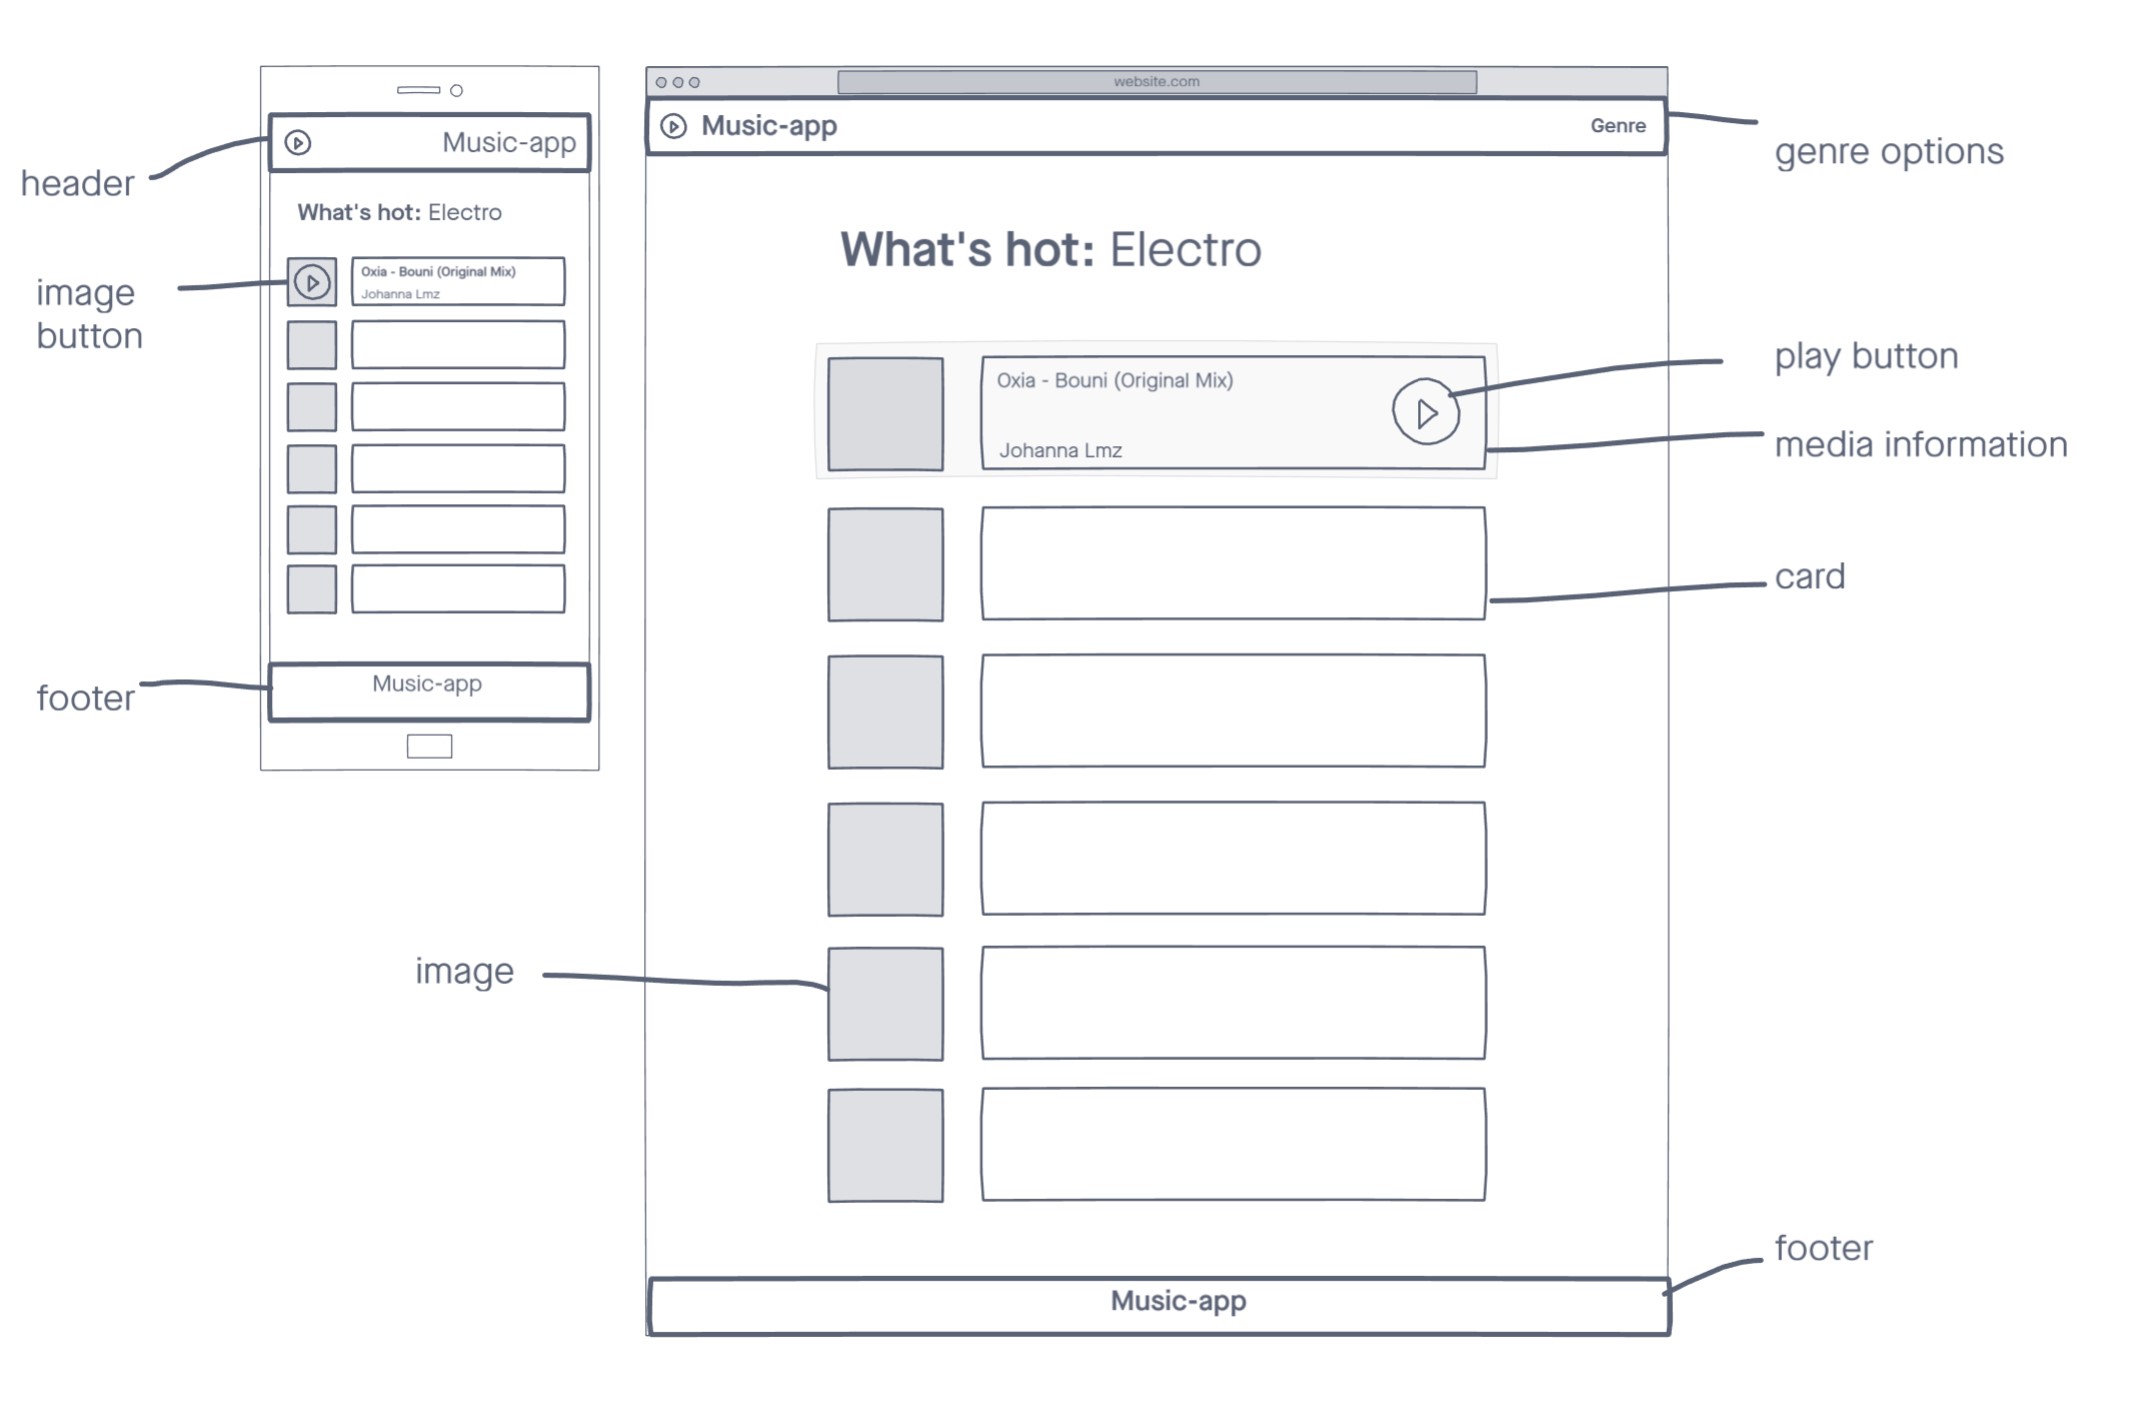 header
Music-app
What's hot: Electro
image
button
Oxia - Bouni (Original Mix)
Johanna Lmz
footer
Music-app
website.com
Music-app
Genre
genre options
What's hot: Electro
Oxia - Bouni (Original Mix)
Johanna Lmz
play button
media information
card
image
Music-app
footer